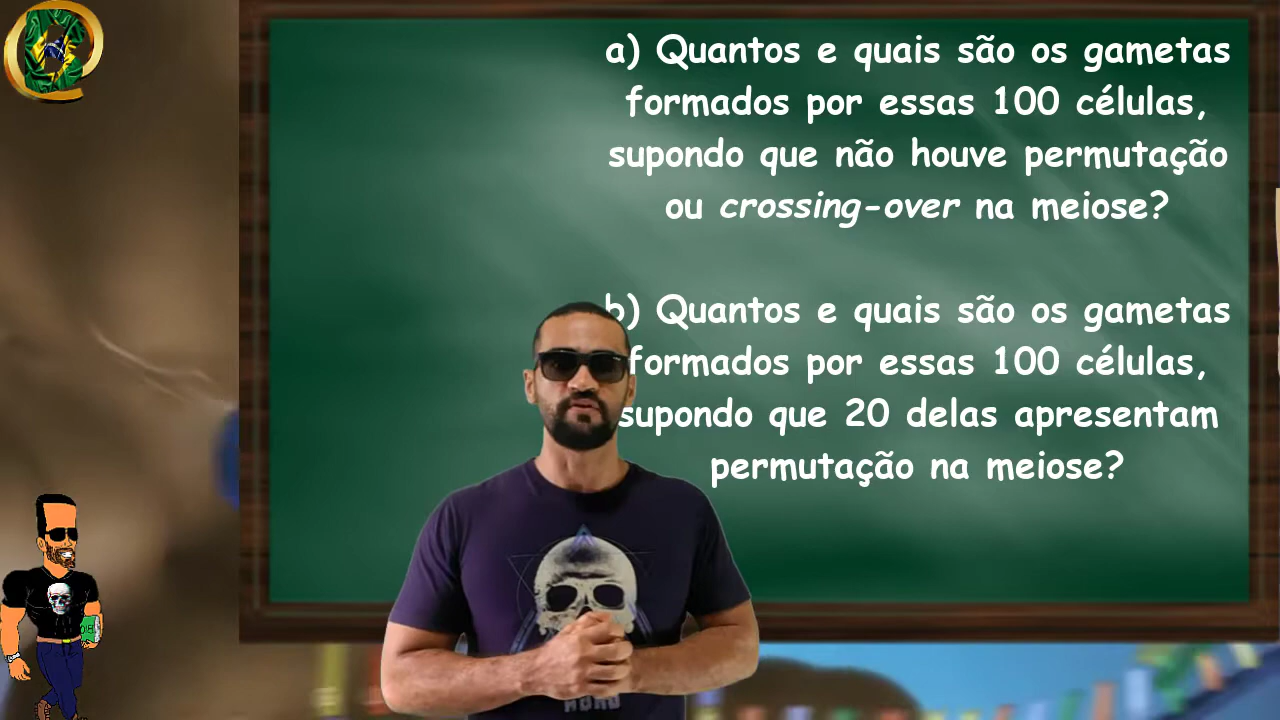 a) Quantos e quais são os gametas
formados por essas 100 células,
supondo que não houve permutação
ou crossing-over na meiose?
b) Quantos e quais são os gametas
formados por essas 100 células,
supondo que 20 delas apresentam
permutação na meiose?